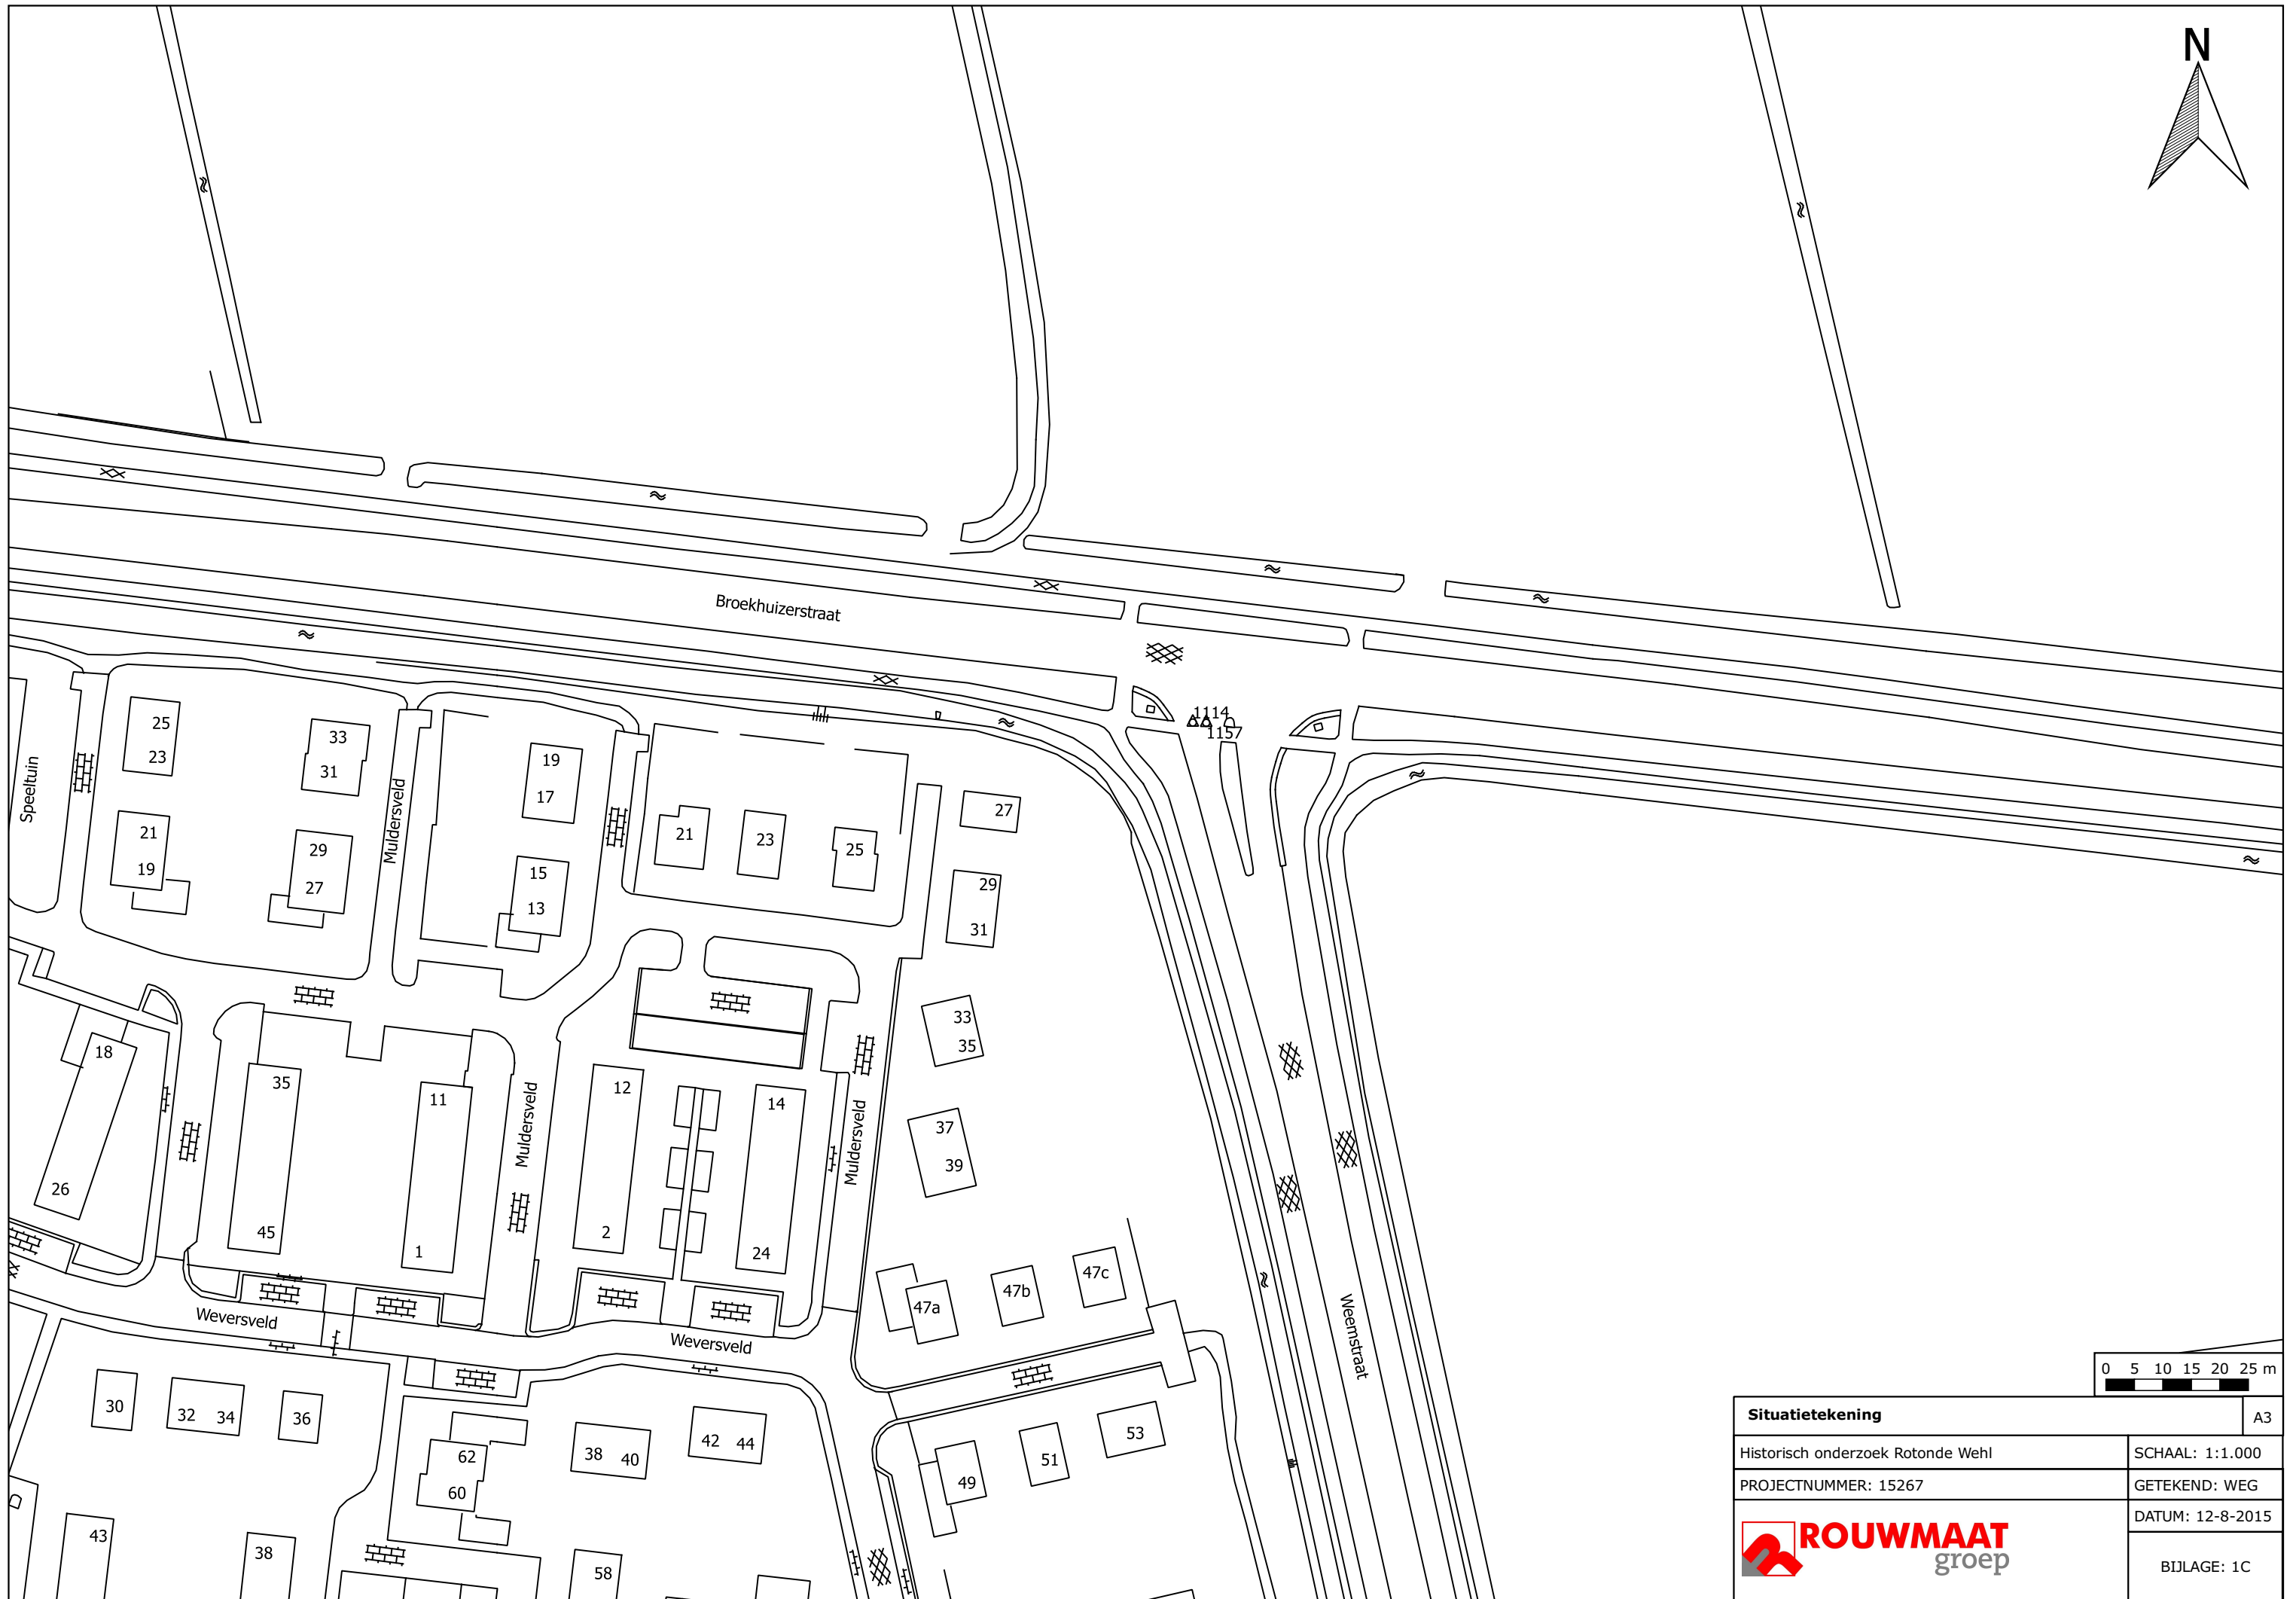 N
Broekhuizerstraat
1114
1157
Speeltuin
25
23
33
31
Muldersveld
19
17
21
19
29
27
15
13
21
23
25
27
29
31
33
35
37
39
18
26
35
45
11
1
Muldersveld
12
2
14
24
Muldersveld
47a
47b
47c
Weversveld
Weversveld
Weemstraat
30
32 34
36
62
60
38 40
42 44
49
51
53
43
38
58
0 5 10 15 20 25 m
Situatietekening
A3
Historisch onderzoek Rotonde Wehl
SCHAAL: 1:1.000
PROJECTNUMMER: 15267
GETEKEND: WEG
DATUM: 12-8-2015
ROUWMAAT
groep
BIJLAGE: 1C